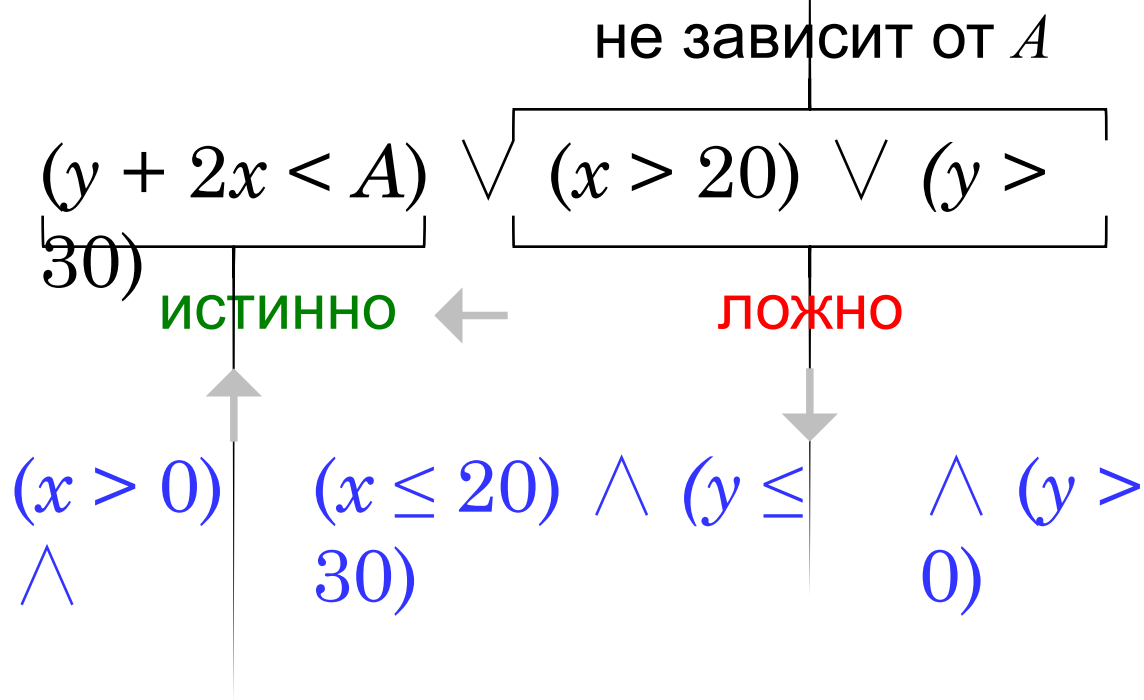 не зависит от A
(y + 2x < A) ∨ (x > 20) ∨ (y >
30)
истинно ложно
(x > 0) (x ≤ 20) ∧ (y ≤ ∧ (y >
∧ 30) 0)